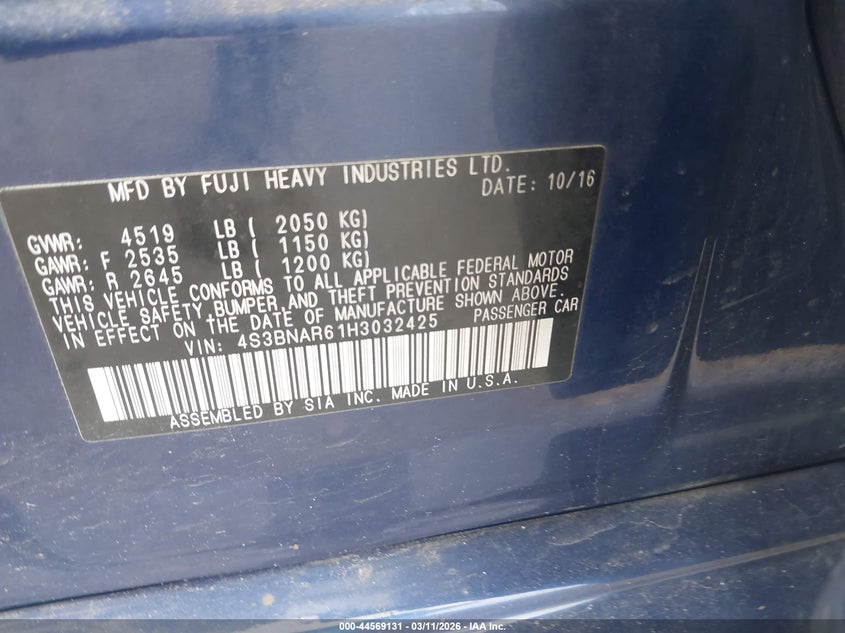 MFD BY FUJI HEAVY INDUSTRIES LTD.
DATE: 10/16
GVWR: 4519 LB ( 2050 KG)
GAWR: F 2535 LB ( 1150 KG)
GAWR: R 2645 LB ( 1200 KG)
THIS VEHICLE CONFORMS TO ALL APPLICABLE FEDERAL MOTOR
VEHICLE SAFETY,BUMPER,AND THEFT PREVENTION STANDARDS
IN EFFECT ON THE DATE OF MANUFACTURE SHOWN ABOVE.
VIN: 4S3BNAR61H3032425 PASSENGER CAR
ASSEMBLED BY SIA INC. MADE IN U.S.A.
000-44569131 - 03/11/2026 - IAA Inc.